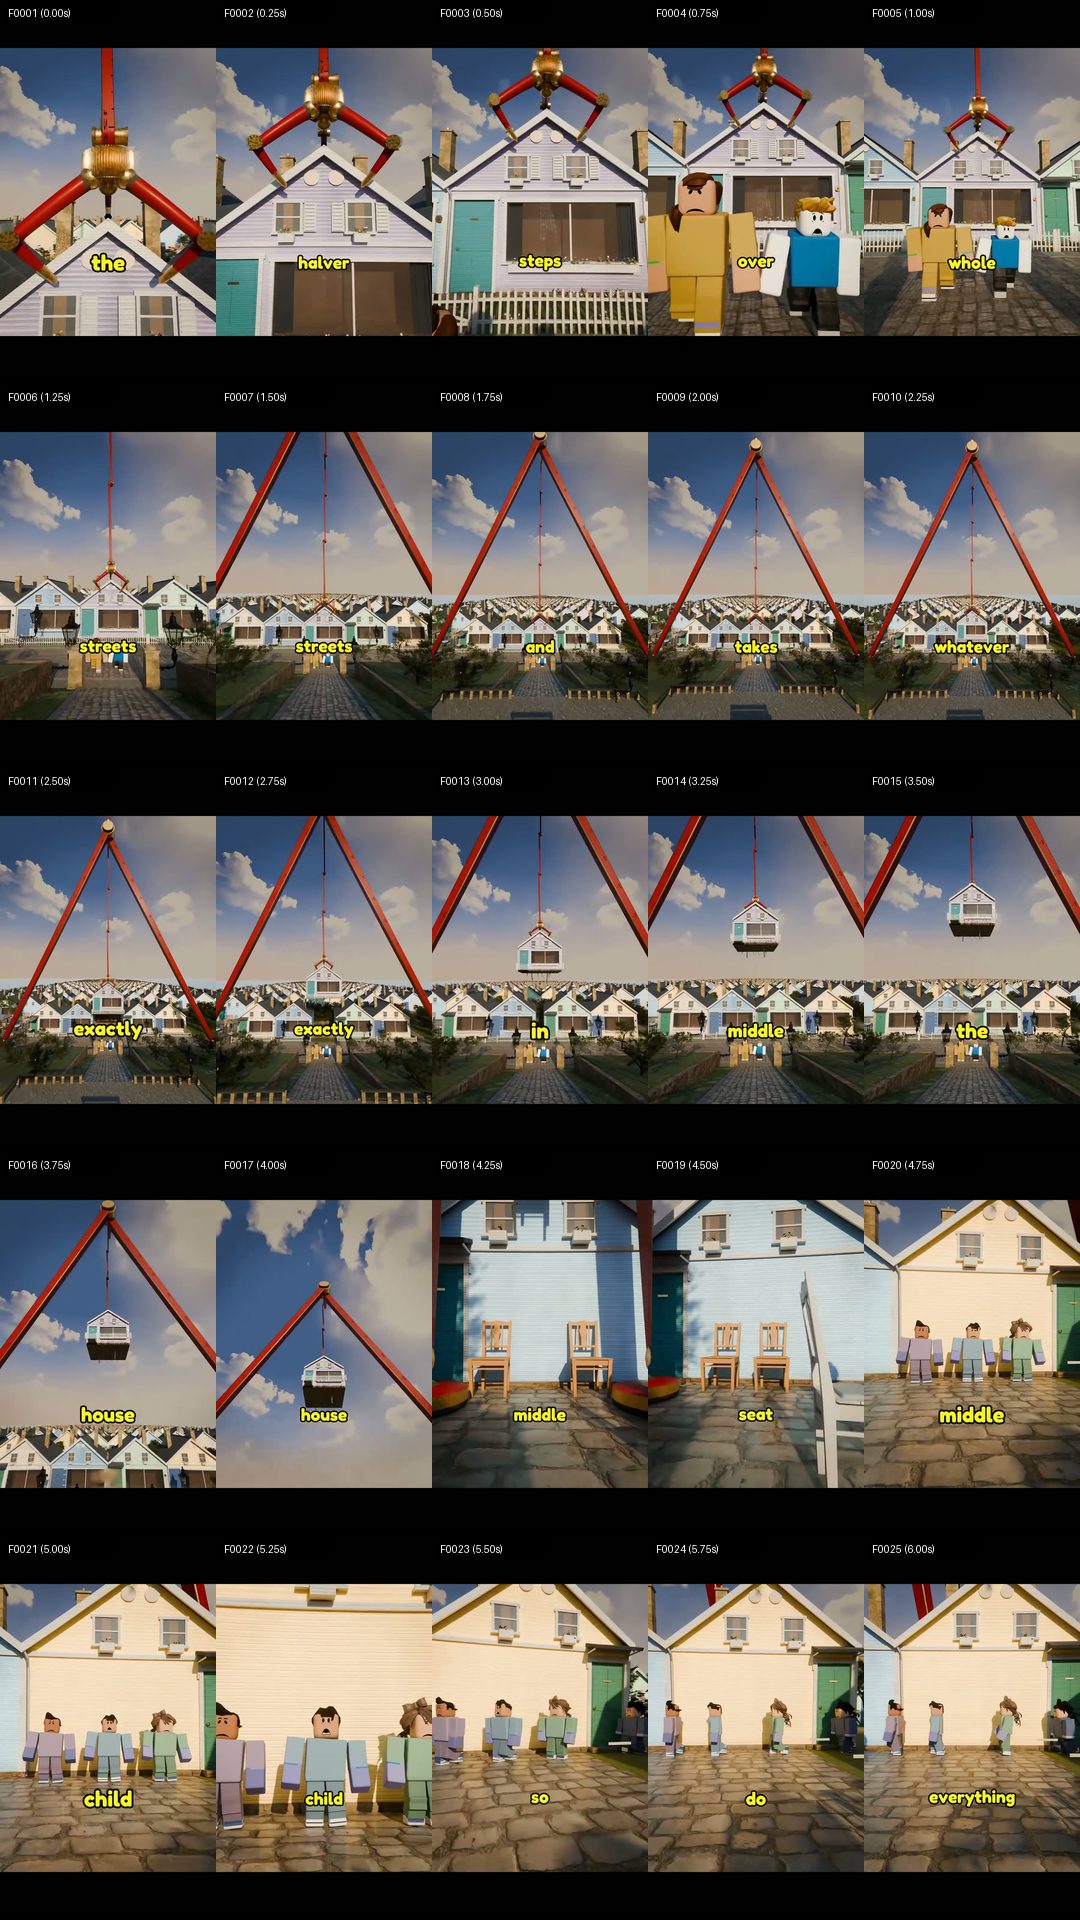 F0001 (0.00s)
the
F0002 (0.25s)
halver
F0003 (0.50s)
steps
F0004 (0.75s)
over
F0005 (1.00s)
whole
F0006 (1.25s)
streets
F0007 (1.50s)
streets
F0008 (1.75s)
and
F0009 (2.00s)
takes
F0010 (2.25s)
whatever
F0011 (2.50s)
exactly
F0012 (2.75s)
exactly
F0013 (3.00s)
in
F0014 (3.25s)
middle
F0015 (3.50s)
the
F0016 (3.75s)
house
F0017 (4.00s)
house
F0018 (4.25s)
middle
F0019 (4.50s)
seat
F0020 (4.75s)
middle
F0021 (5.00s)
child
F0022 (5.25s)
child
F0023 (5.50s)
so
F0024 (5.75s)
do
F0025 (6.00s)
everything